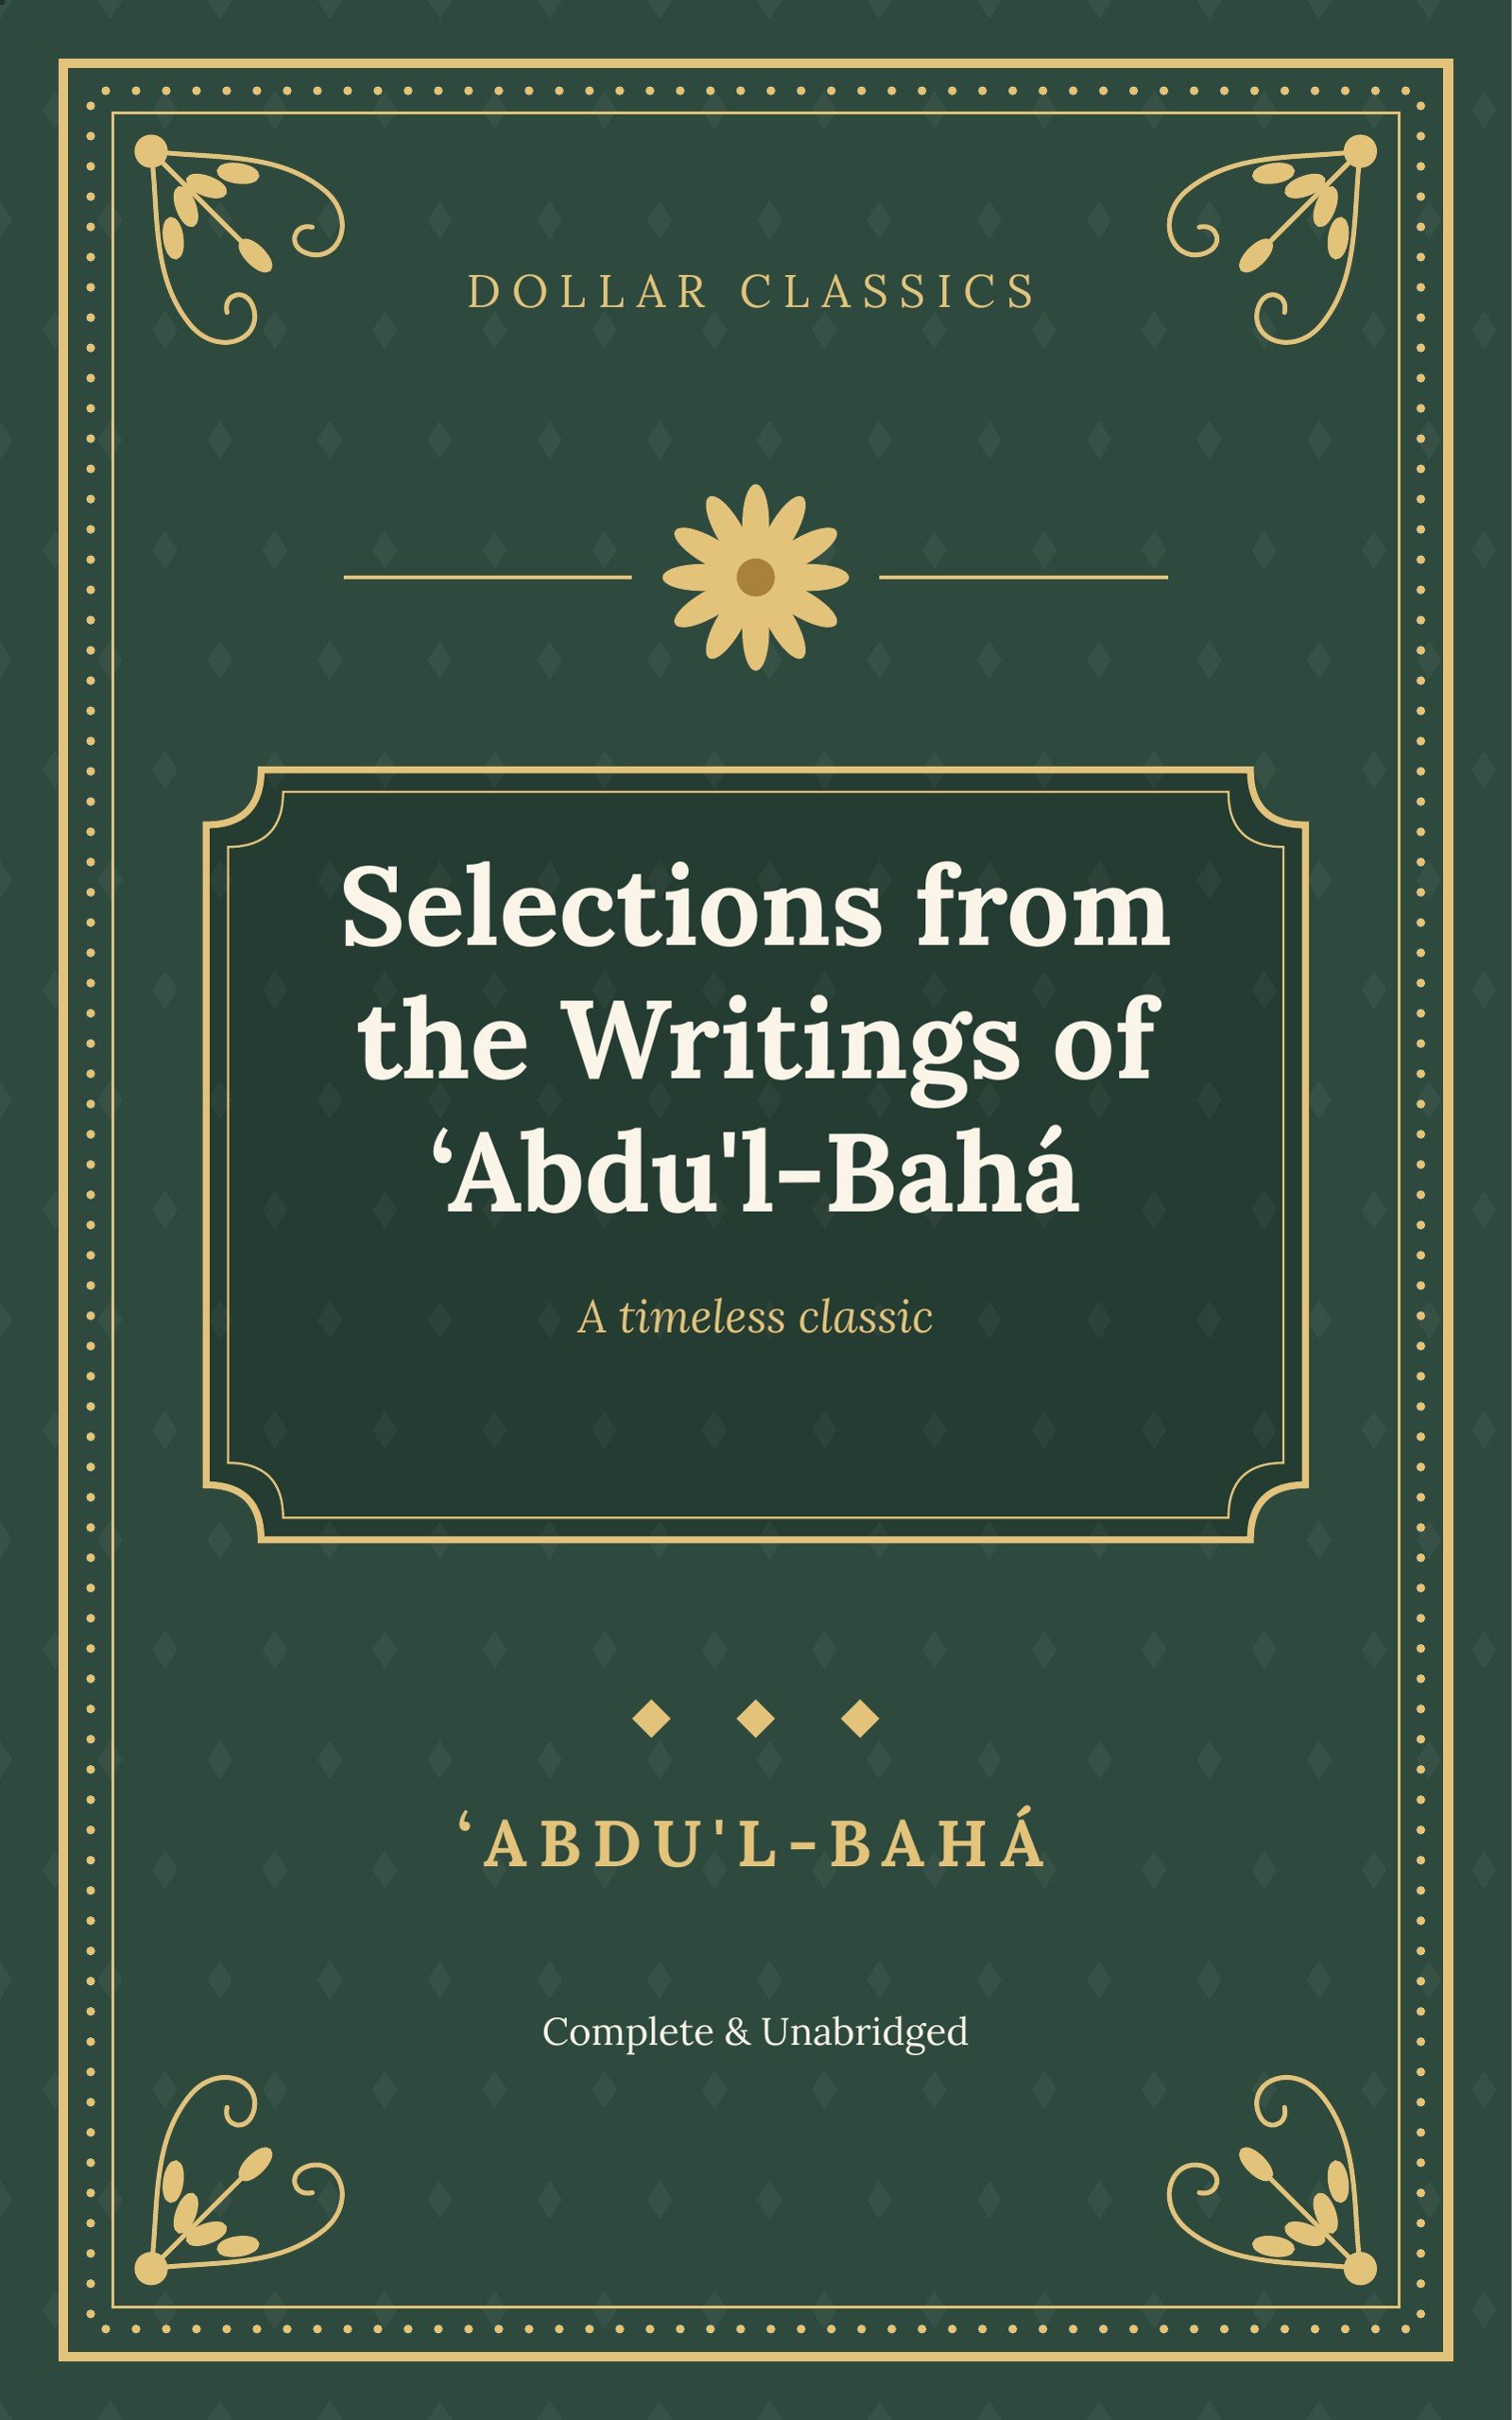 DOLLAR CLASSICS
Selections from
the Writings of
‘Abdu'l-Bahá
A timeless classic
‘ABDU'L-BAHÁ
Complete & Unabridged